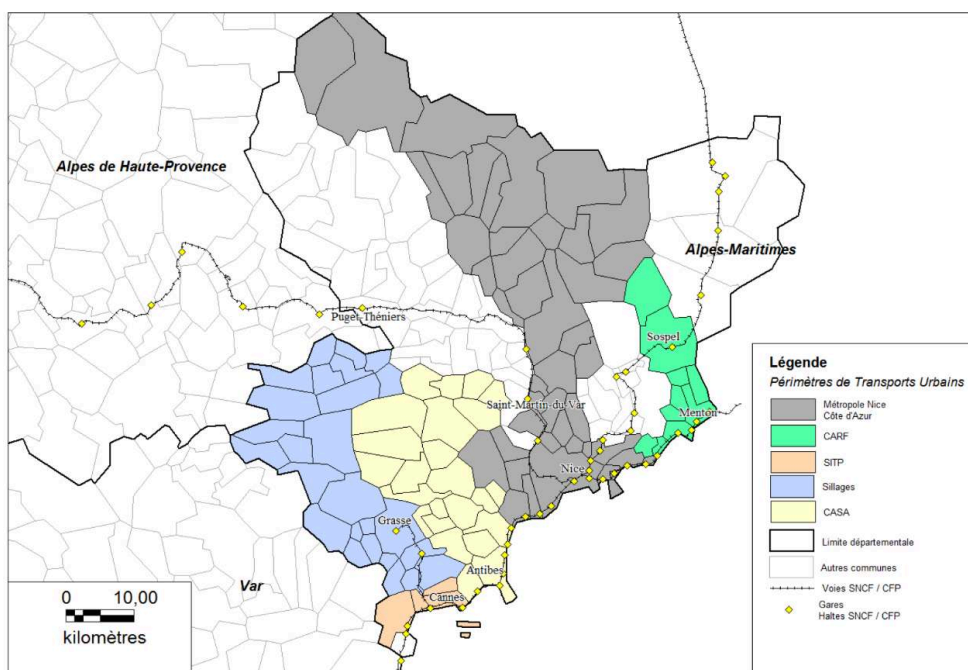 Alpes de Haute-Provence
Alpes-Maritimes
Puget-Théniers
Sospel
Saint-Martin-du-Var
Menton
Nice
Grasse
Antibes
Var
Cannes
0 10,00
kilomètres
Légende
Périmètres de Transports Urbains
Métropole Nice
Côte d'Azur
CARF
SITP
Sillages
CASA
Limite départementale
Autres communes
Voies SNCF / CFP
Gares
Haltes SNCF / CFP